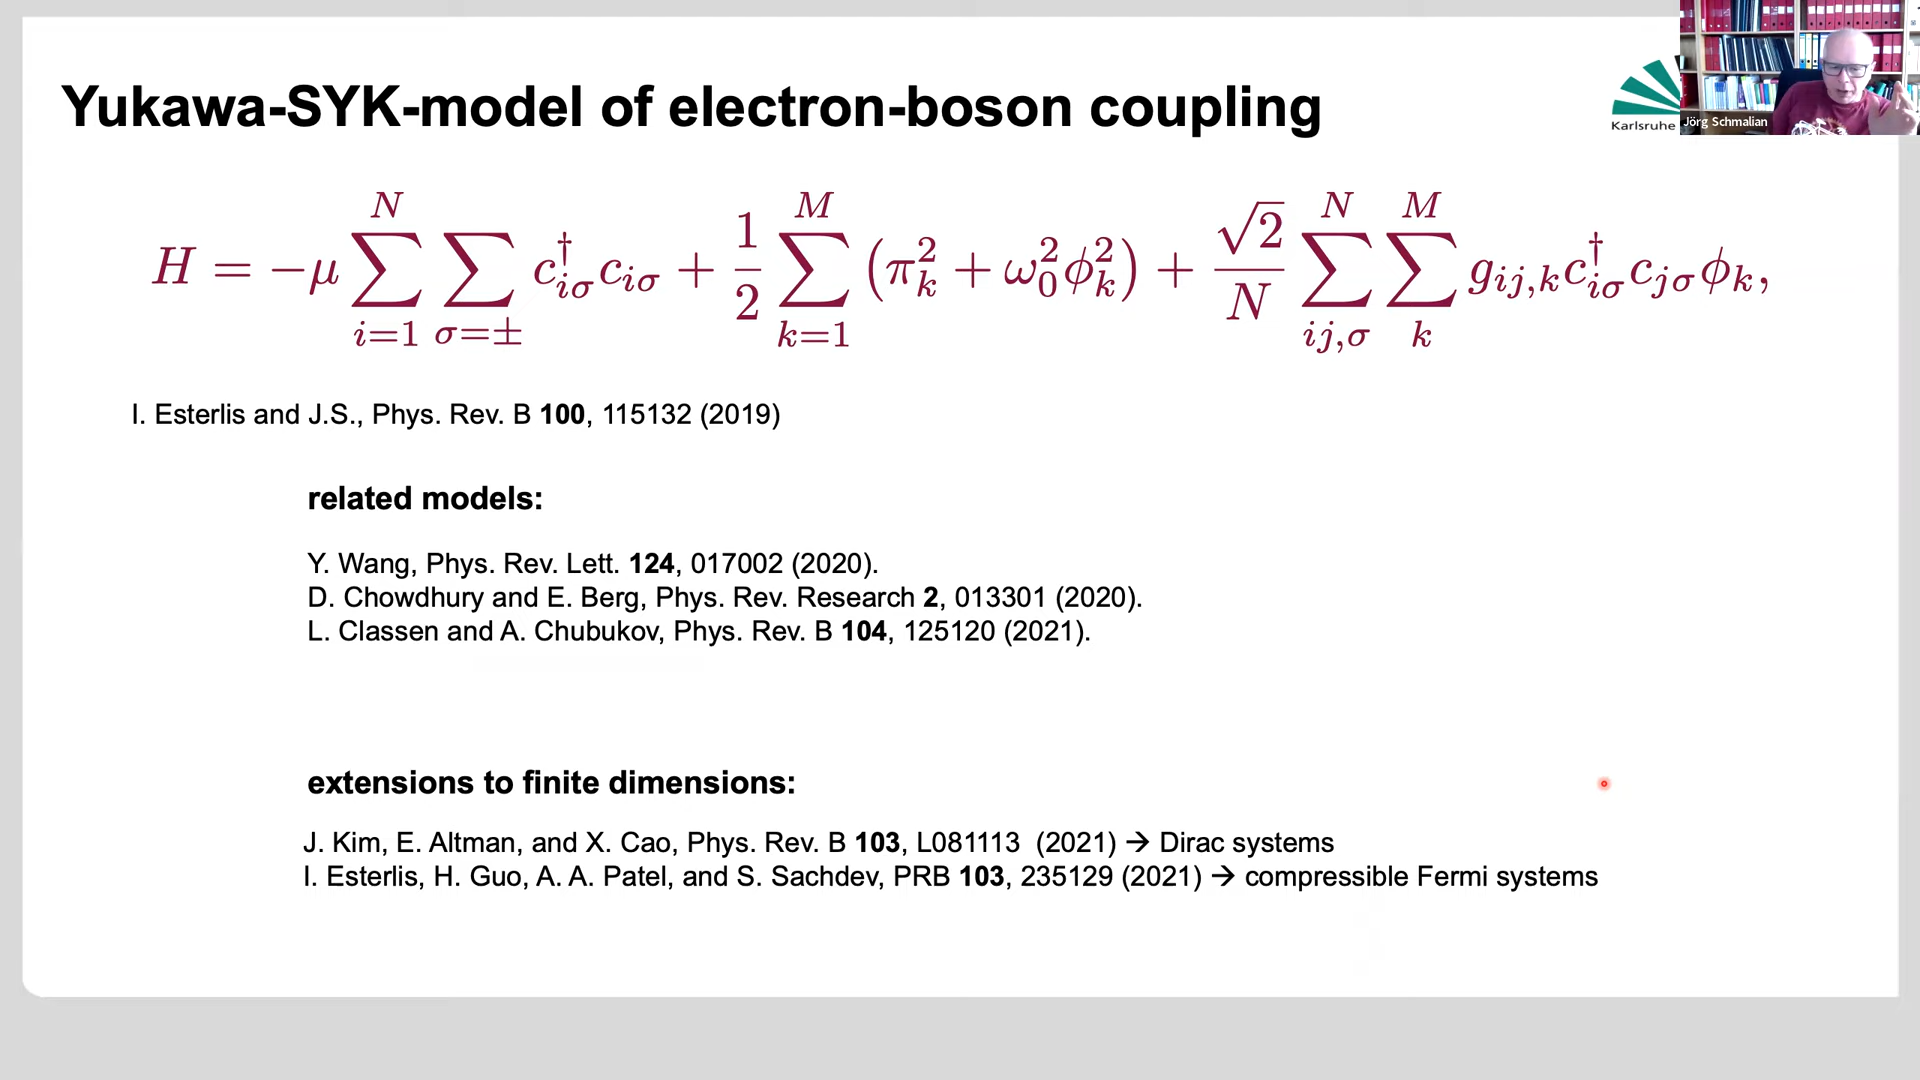 Yukawa-SYK-model of electron-boson coupling
Karlsruhe
Jörg Schmalian
H = −μ ∑_{i=1}^{N} ∑_{σ=±} c†_{iσ} c_{iσ} + 1/2 ∑_{k=1}^{M} (π_k^2 + ω_0^2 ϕ_k^2) + √2/N ∑_{ij,σ}^{N} ∑_{k}^{M} g_{ij,k} c†_{iσ} c_{jσ} ϕ_k,
I. Esterlis and J.S., Phys. Rev. B 100, 115132 (2019)
related models:
Y. Wang, Phys. Rev. Lett. 124, 017002 (2020).
D. Chowdhury and E. Berg, Phys. Rev. Research 2, 013301 (2020).
L. Classen and A. Chubukov, Phys. Rev. B 104, 125120 (2021).
extensions to finite dimensions:
J. Kim, E. Altman, and X. Cao, Phys. Rev. B 103, L081113 (2021) → Dirac systems
I. Esterlis, H. Guo, A. A. Patel, and S. Sachdev, PRB 103, 235129 (2021) → compressible Fermi systems